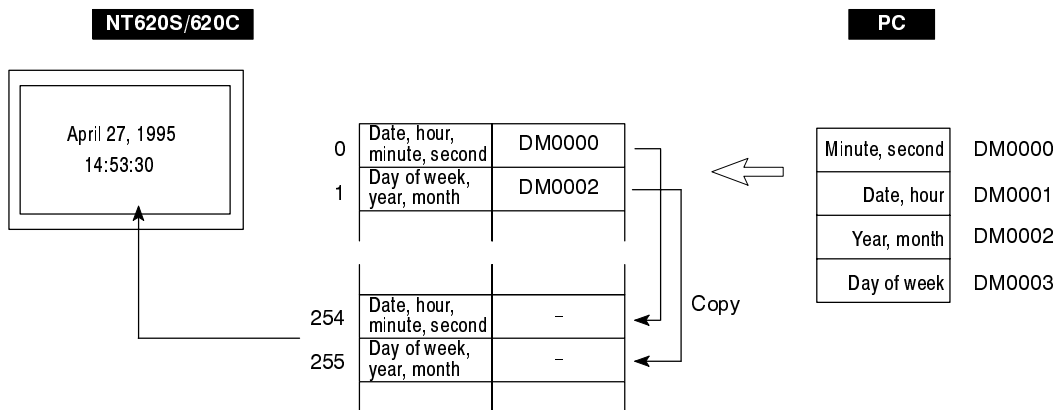 NT620S/620C
PC
April 27, 1995
14:53:30
0
Date, hour,
minute, second
DM0000
1
Day of week,
year, month
DM0002
254
Date, hour,
minute, second
–
255
Day of week,
year, month
–
Copy
Minute, second
DM0000
Date, hour
DM0001
Year, month
DM0002
Day of week
DM0003